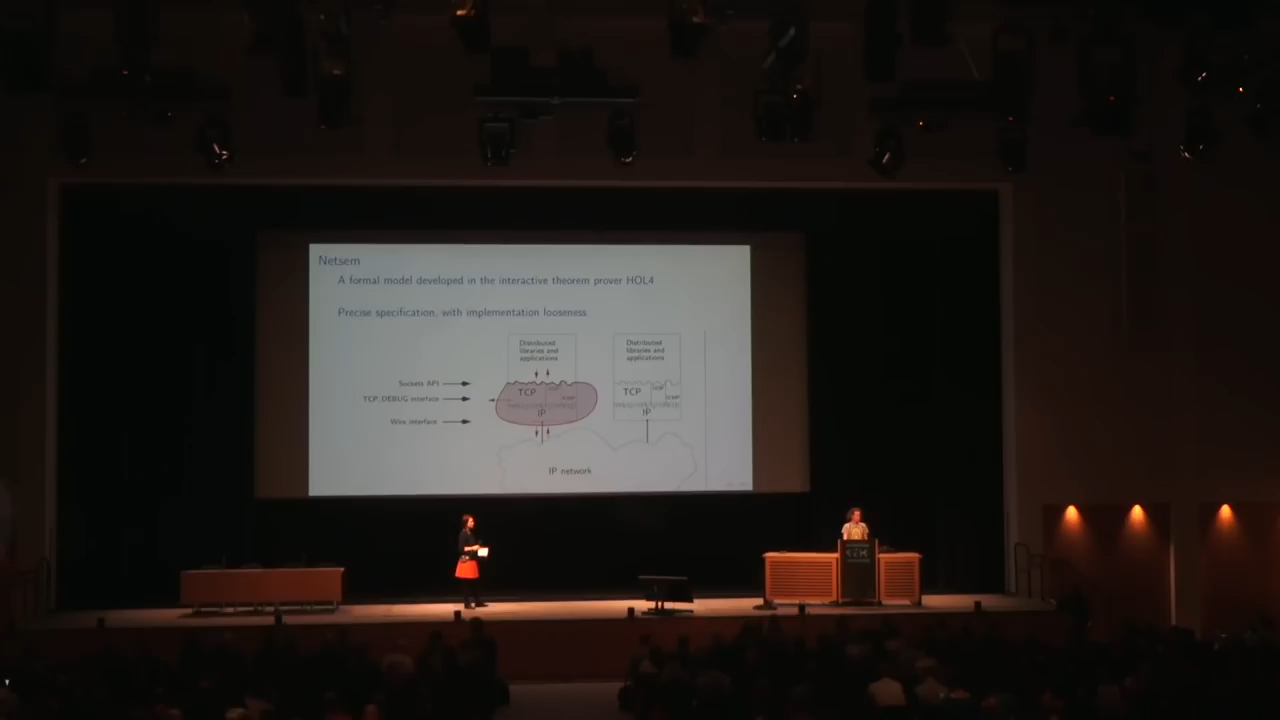 Netsem
A formal model developed in the interactive theorem prover HOL4
Precise specification, with implementation looseness
Distributed
libraries and
applications
Distributed
libraries and
applications
Sockets API
TCP_DEBUG interface
Wire interface
TCP
IP
TCP
IP
IP network